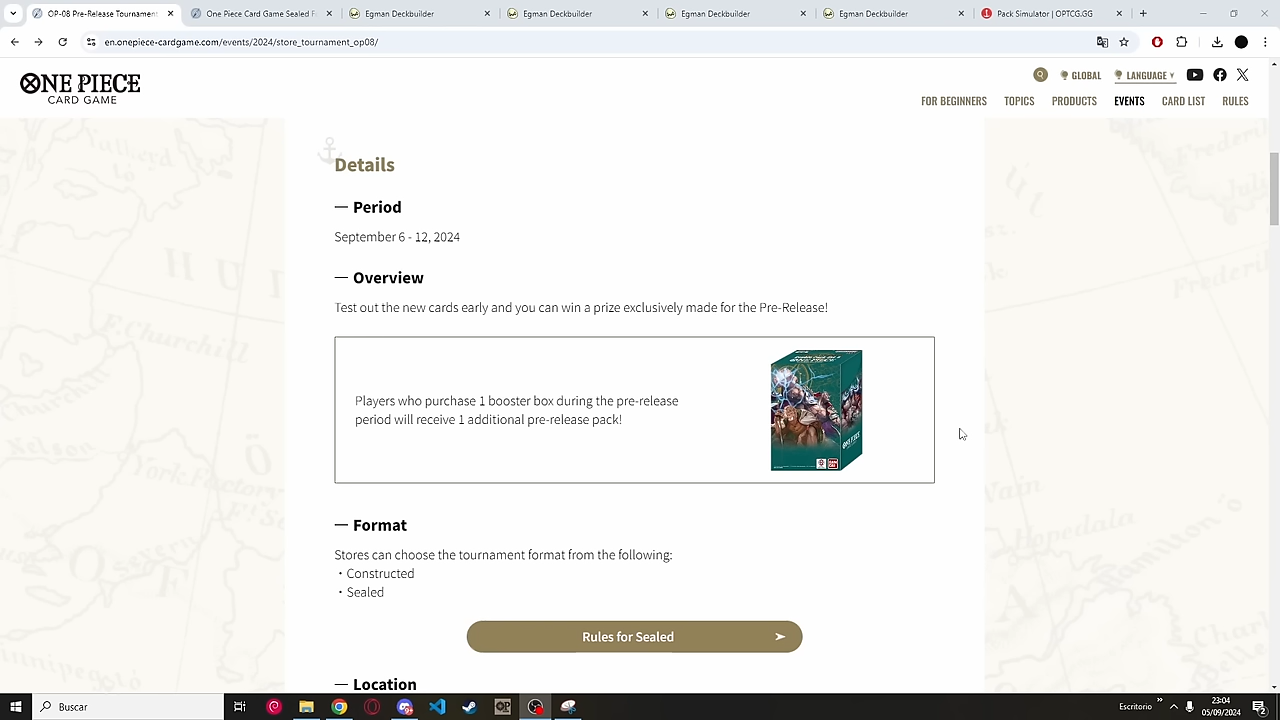 OP-08 Pre-Release Tournamen
One Piece Card Game Sealed F
Egman Deckbuilder
Egman Deckbuilder
Egman Deckbuilder
Egman Deckbuilder
Pack Simulator | OPTCG.GG
en.onepiece-cardgame.com/events/2024/store_tournament_op08/
ONE PIECE
CARD GAME
GLOBAL
LANGUAGE
FOR BEGINNERS
TOPICS
PRODUCTS
EVENTS
CARD LIST
RULES
Details
— Period
September 6 - 12, 2024
— Overview
Test out the new cards early and you can win a prize exclusively made for the Pre-Release!
Players who purchase 1 booster box during the pre-release
period will receive 1 additional pre-release pack!
— Format
Stores can choose the tournament format from the following:
・Constructed
・Sealed
Rules for Sealed
— Location
Buscar
Escritorio
23:04
05/09/2024